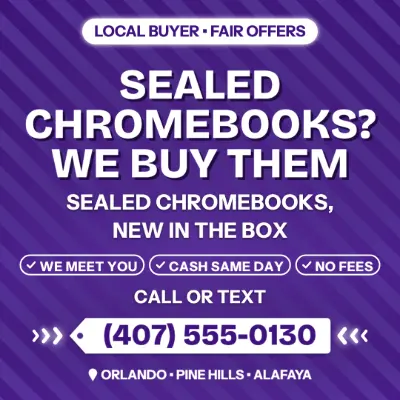 LOCAL BUYER • FAIR OFFERS
SEALED
CHROMEBOOKS?
WE BUY THEM
SEALED CHROMEBOOKS,
NEW IN THE BOX
✓ WE MEET YOU ✓ CASH SAME DAY ✓ NO FEES
CALL OR TEXT
(407) 555-0130
ORLANDO • PINE HILLS • ALAFAYA